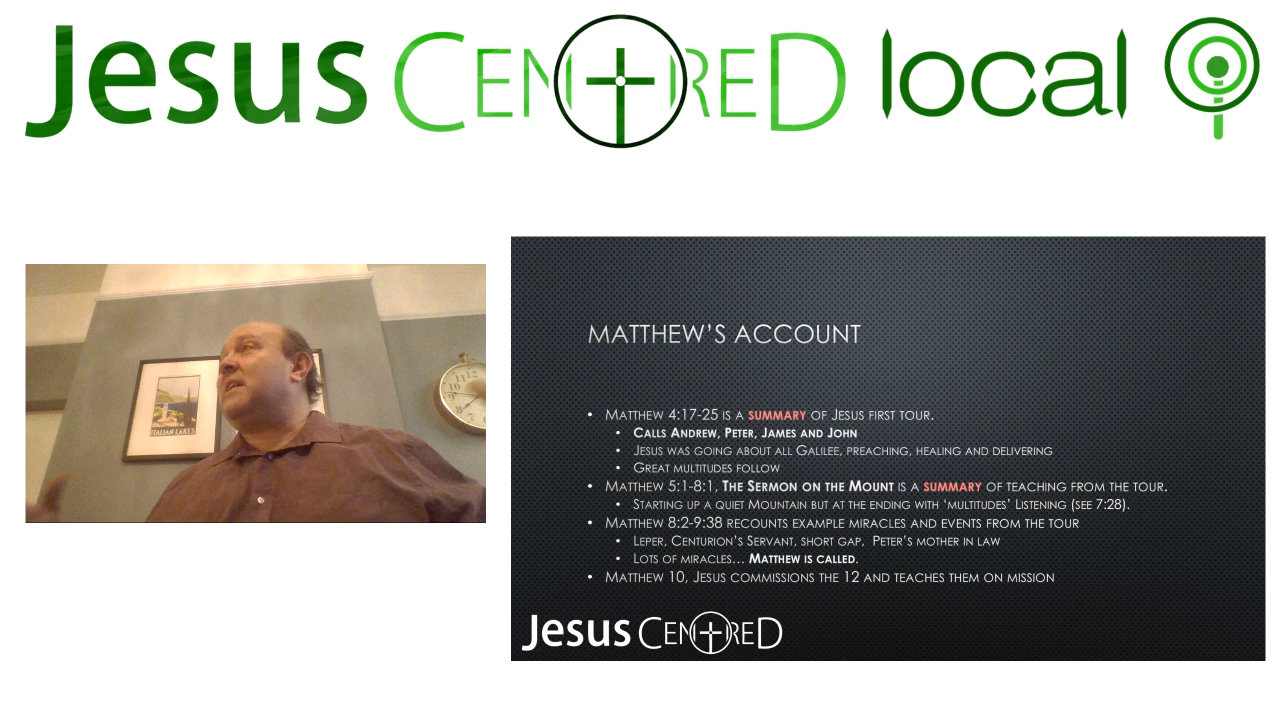 Jesus CENTRED local
MATTHEW'S ACCOUNT
• MATTHEW 4:17-25 IS A SUMMARY OF JESUS FIRST TOUR.
• CALLS ANDREW, PETER, JAMES AND JOHN
• JESUS WAS GOING ABOUT ALL GALILEE, PREACHING, HEALING AND DELIVERING
• GREAT MULTITUDES FOLLOW
• MATTHEW 5:1-8:1, THE SERMON ON THE MOUNT IS A SUMMARY OF TEACHING FROM THE TOUR.
• STARTING UP A QUIET MOUNTAIN BUT AT THE ENDING WITH 'MULTITUDES' LISTENING (SEE 7:28).
• MATTHEW 8:2-9:38 RECOUNTS EXAMPLE MIRACLES AND EVENTS FROM THE TOUR
• LEPER, CENTURION'S SERVANT, SHORT GAP, PETER'S MOTHER IN LAW
• LOTS OF MIRACLES... MATTHEW IS CALLED.
• MATTHEW 10, JESUS COMMISSIONS THE 12 AND TEACHES THEM ON MISSION
Jesus CENTRED
ITALIAN LAKES